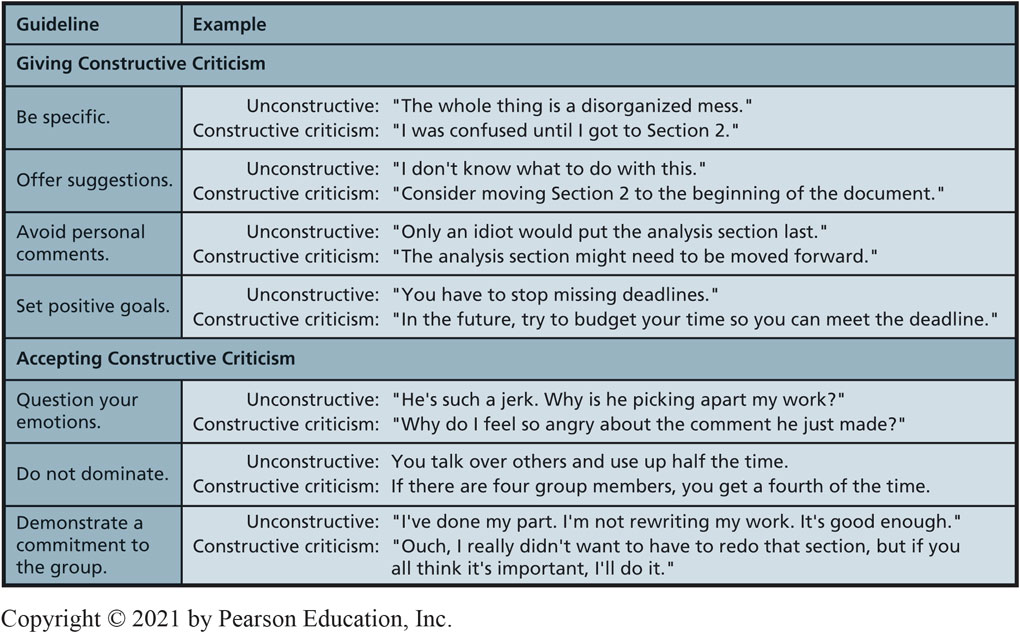 Guideline Example
Giving Constructive Criticism
Be specific.
Unconstructive: "The whole thing is a disorganized mess."
Constructive criticism: "I was confused until I got to Section 2."
Offer suggestions.
Unconstructive: "I don't know what to do with this."
Constructive criticism: "Consider moving Section 2 to the beginning of the document."
Avoid personal
comments.
Unconstructive: "Only an idiot would put the analysis section last."
Constructive criticism: "The analysis section might need to be moved forward."
Set positive goals.
Unconstructive: "You have to stop missing deadlines."
Constructive criticism: "In the future, try to budget your time so you can meet the deadline."
Accepting Constructive Criticism
Question your
emotions.
Unconstructive: "He's such a jerk. Why is he picking apart my work?"
Constructive criticism: "Why do I feel so angry about the comment he just made?"
Do not dominate.
Unconstructive: You talk over others and use up half the time.
Constructive criticism: If there are four group members, you get a fourth of the time.
Demonstrate a
commitment to
the group.
Unconstructive: "I've done my part. I'm not rewriting my work. It's good enough."
Constructive criticism: "Ouch, I really didn't want to have to redo that section, but if you
all think it's important, I'll do it."
Copyright © 2021 by Pearson Education, Inc.